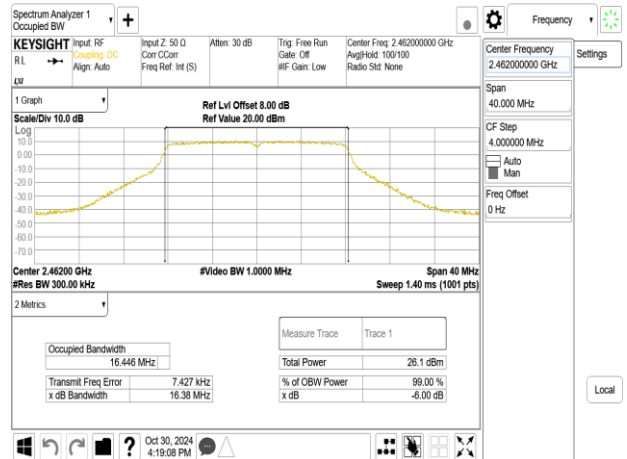 Spectrum Analyzer 1
Occupied BW
+
Frequency
KEYSIGHT
Input: RF
Coupling: DC
Align: Auto
Input Z: 50 Ω
Corr CCorr
Freq Ref: Int (S)
Atten: 30 dB
Trig: Free Run
Gate: Off
#IF Gain: Low
Center Freq: 2.462000000 GHz
Avg|Hold: 100/100
Radio Std: None
RL
LXI
Center Frequency
2.462000000 GHz
Settings
Span
40.000 MHz
CF Step
4.000000 MHz
Auto
Man
Freq Offset
0 Hz
1 Graph
Scale/Div 10.0 dB
Ref Lvl Offset 8.00 dB
Ref Value 20.00 dBm
Log
10.0
0.00
-10.0
-20.0
-30.0
-40.0
-50.0
-60.0
-70.0
Center 2.46200 GHz
#Res BW 300.00 kHz
#Video BW 1.0000 MHz
Span 40 MHz
Sweep 1.40 ms (1001 pts)
2 Metrics
Measure Trace
Trace 1
Occupied Bandwidth
16.446 MHz
Total Power
26.1 dBm
Transmit Freq Error
7.427 kHz
% of OBW Power
99.00 %
x dB Bandwidth
16.38 MHz
x dB
-6.00 dB
Local
?
Oct 30, 2024
4:19:08 PM